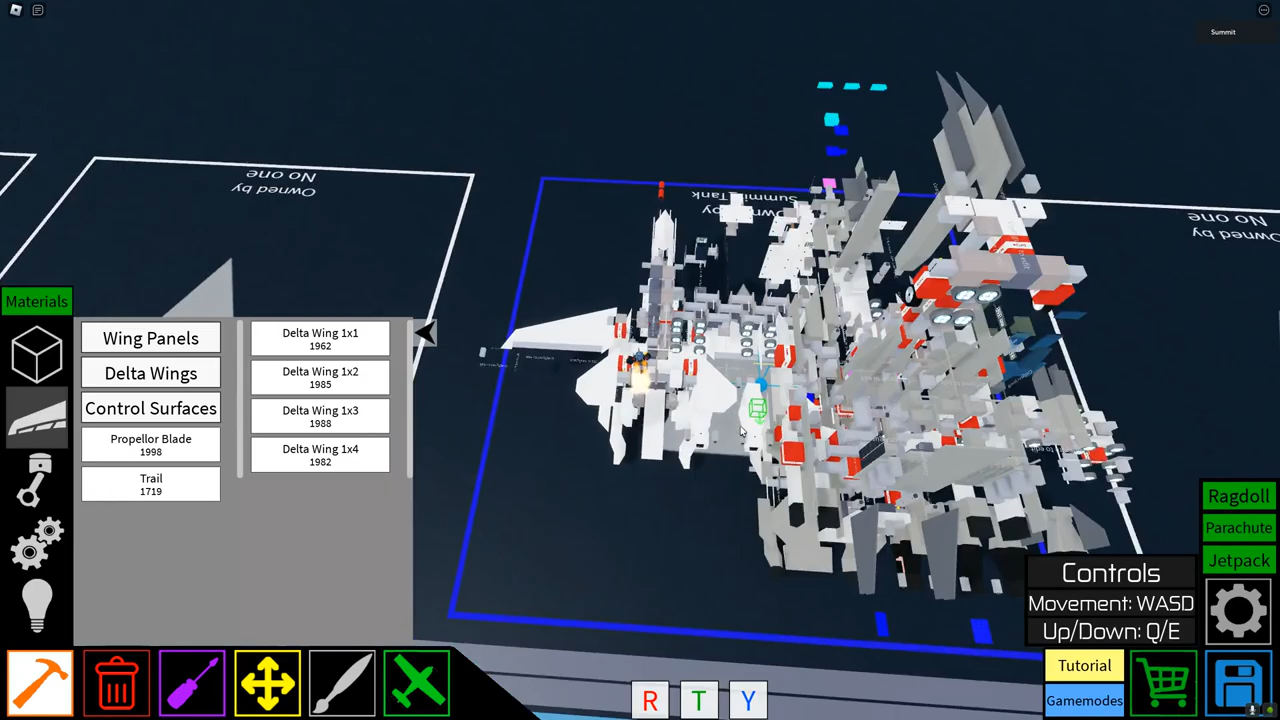 Summit
No one
Owned by
Owned by
No one
Owned by
Materials
Wing Panels
Delta Wings
Control Surfaces
Propellor Blade
1998
Trail
1719
Delta Wing 1x1
1962
Delta Wing 1x2
1985
Delta Wing 1x3
1988
Delta Wing 1x4
1982
Ragdoll
Parachute
Jetpack
Controls
Movement: WASD
Up/Down: Q/E
Tutorial
Gamemodes
R T Y